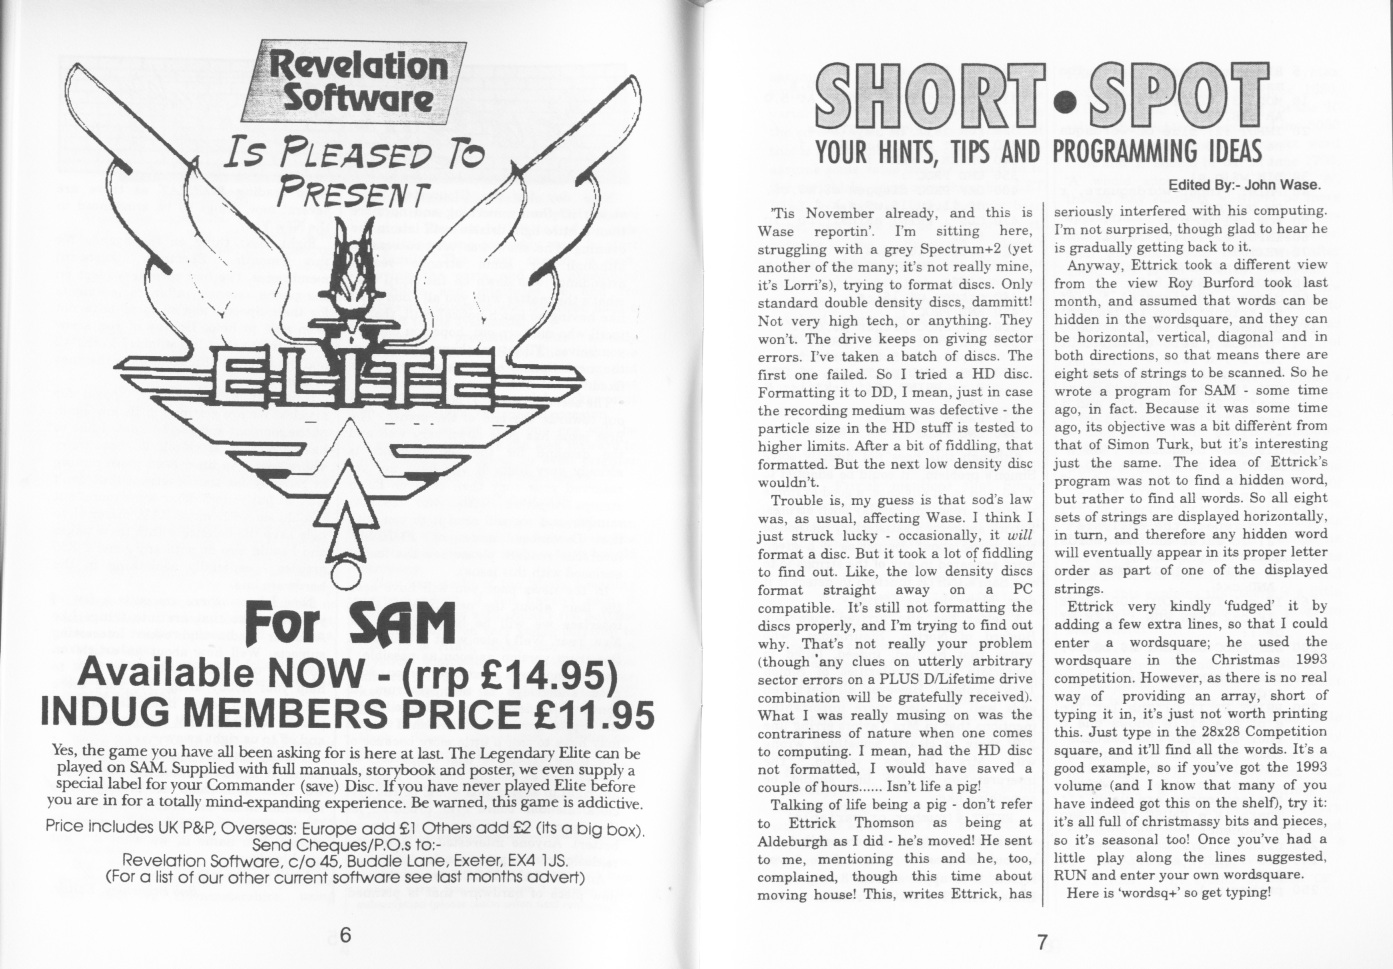 Revelation
Software
Is Pleased To
Present
ELITE
For SAM
Available NOW - (rrp £14.95)
INDUG MEMBERS PRICE £11.95
Yes, the game you have all been asking for is here at last. The Legendary Elite can be
played on SAM. Supplied with full manuals, storybook and poster, we even supply a
special label for your Commander (save) Disc. If you have never played Elite before
you are in for a totally mind-expanding experience. Be warned, this game is addictive.
Price includes UK P&P, Overseas: Europe add £1 Others add £2 (its a big box).
Send Cheques/P.O.s to:-
Revelation Software, c/o 45, Buddle Lane, Exeter, EX4 1JS.
(For a list of our other current software see last months advert)
6
SHORT • SPOT
YOUR HINTS, TIPS AND PROGRAMMING IDEAS
Edited By:- John Wase.
'Tis November already, and this is
Wase reportin'. I'm sitting here,
struggling with a grey Spectrum+2 (yet
another of the many; it's not really mine,
it's Lorri's), trying to format discs. Only
standard double density discs, dammitt!
Not very high tech, or anything. They
won't. The drive keeps on giving sector
errors. I've taken a batch of discs. The
first one failed. So I tried a HD disc.
Formatting it to DD, I mean, just in case
the recording medium was defective - the
particle size in the HD stuff is tested to
higher limits. After a bit of fiddling, that
formatted. But the next low density disc
wouldn't.
Trouble is, my guess is that sod's law
was, as usual, affecting Wase. I think I
just struck lucky - occasionally, it will
format a disc. But it took a lot of fiddling
to find out. Like, the low density discs
format straight away on a PC
compatible. It's still not formatting the
discs properly, and I'm trying to find out
why. That's not really your problem
(though any clues on utterly arbitrary
sector errors on a PLUS D/Lifetime drive
combination will be gratefully received).
What I was really musing on was the
contrariness of nature when one comes
to computing. I mean, had the HD disc
not formatted, I would have saved a
couple of hours...... Isn't life a pig!
Talking of life being a pig - don't refer
to Ettrick Thomson as being at
Aldeburgh as I did - he's moved! He sent
to me, mentioning this and he, too,
complained, though this time about
moving house! This, writes Ettrick, has
seriously interfered with his computing.
I'm not surprised, though glad to hear he
is gradually getting back to it.
Anyway, Ettrick took a different view
from the view Roy Burford took last
month, and assumed that words can be
hidden in the wordsquare, and they can
be horizontal, vertical, diagonal and in
both directions, so that means there are
eight sets of strings to be scanned. So he
wrote a program for SAM - some time
ago, in fact. Because it was some time
ago, its objective was a bit different from
that of Simon Turk, but it's interesting
just the same. The idea of Ettrick's
program was not to find a hidden word,
but rather to find all words. So all eight
sets of strings are displayed horizontally,
in turn, and therefore any hidden word
will eventually appear in its proper letter
order as part of one of the displayed
strings.
Ettrick very kindly 'fudged' it by
adding a few extra lines, so that I could
enter a wordsquare; he used the
wordsquare in the Christmas 1993
competition. However, as there is no real
way of providing an array, short of
typing it in, it's just not worth printing
this. Just type in the 28x28 Competition
square, and it'll find all the words. It's a
good example, so if you've got the 1993
volume (and I know that many of you
have indeed got this on the shelf), try it:
it's all full of christmassy bits and pieces,
so it's seasonal too! Once you've had a
little play along the lines suggested,
RUN and enter your own wordsquare.
Here is 'wordsq+' so get typing!
7